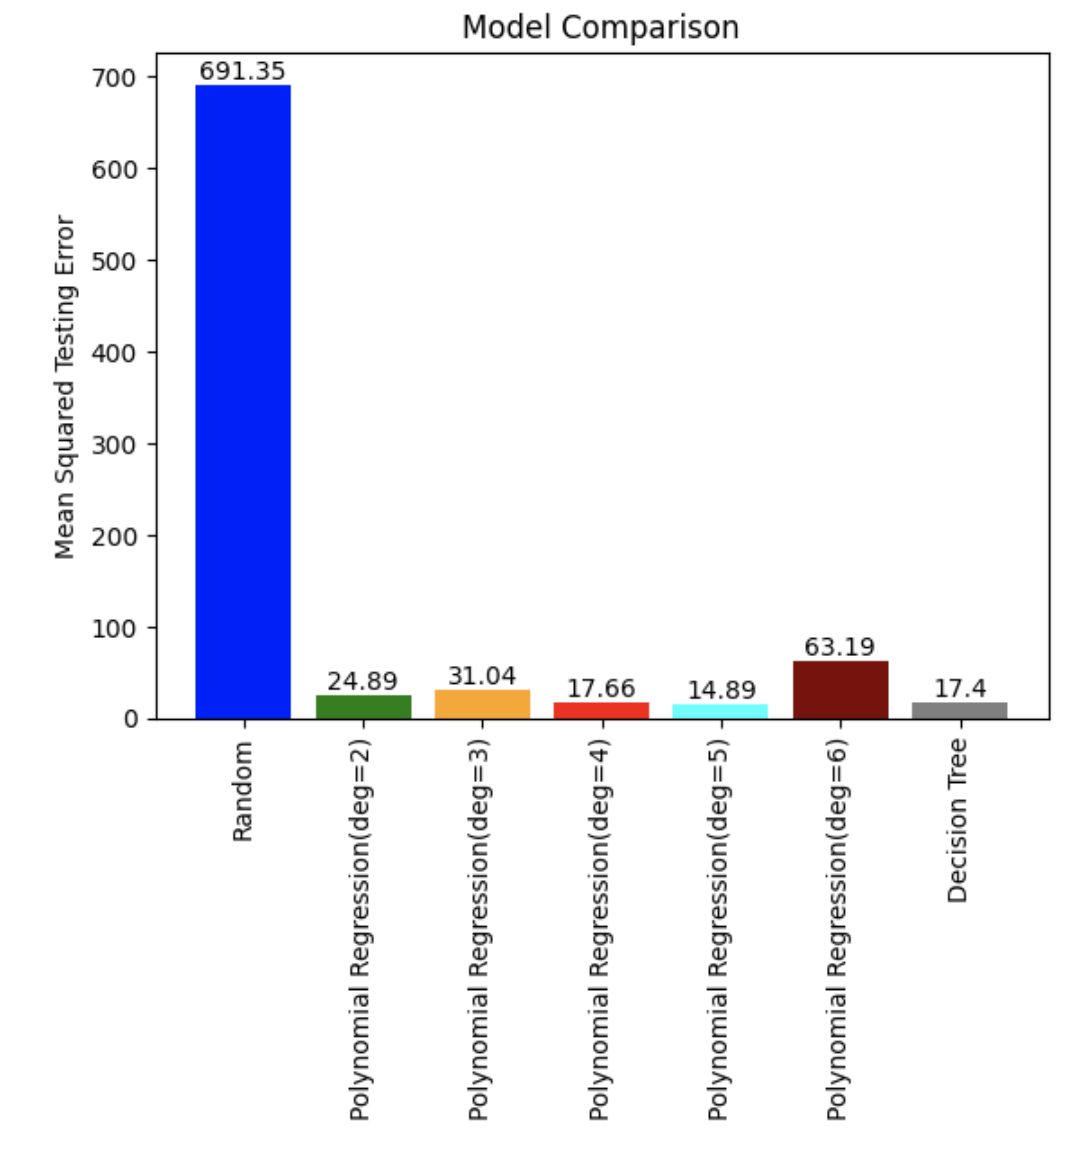 Model Comparison
Mean Squared Testing Error
700
600
500
400
300
200
100
0
691.35
24.89
31.04
17.66
14.89
63.19
17.4
Random
Polynomial Regression(deg=2)
Polynomial Regression(deg=3)
Polynomial Regression(deg=4)
Polynomial Regression(deg=5)
Polynomial Regression(deg=6)
Decision Tree